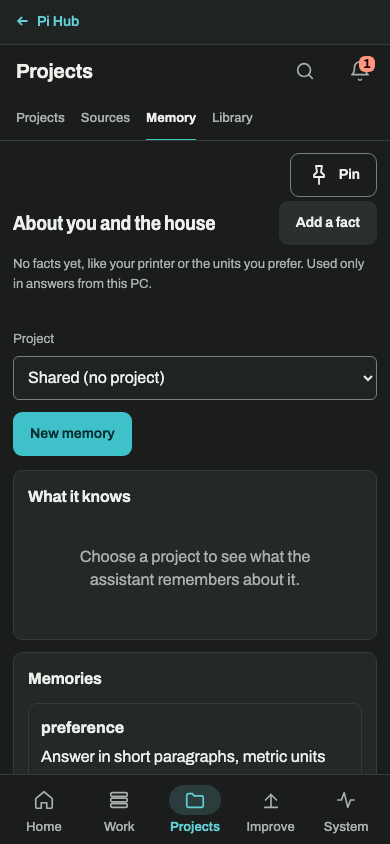 Pi Hub
Projects
1
Projects Sources Memory Library
Pin
About you and the house
Add a fact
No facts yet, like your printer or the units you prefer. Used only
in answers from this PC.
Project
Shared (no project)
New memory
What it knows
Choose a project to see what the
assistant remembers about it.
Memories
preference
Answer in short paragraphs, metric units
Home Work Projects Improve System